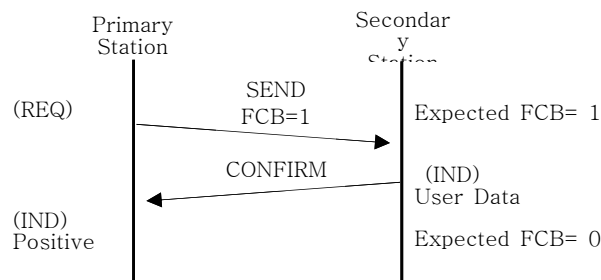 Primary
Station
Secondar
y
Station
SEND
FCB=1
(REQ)
Expected FCB= 1
CONFIRM
(IND)
User Data
(IND)
Positive
Expected FCB= 0